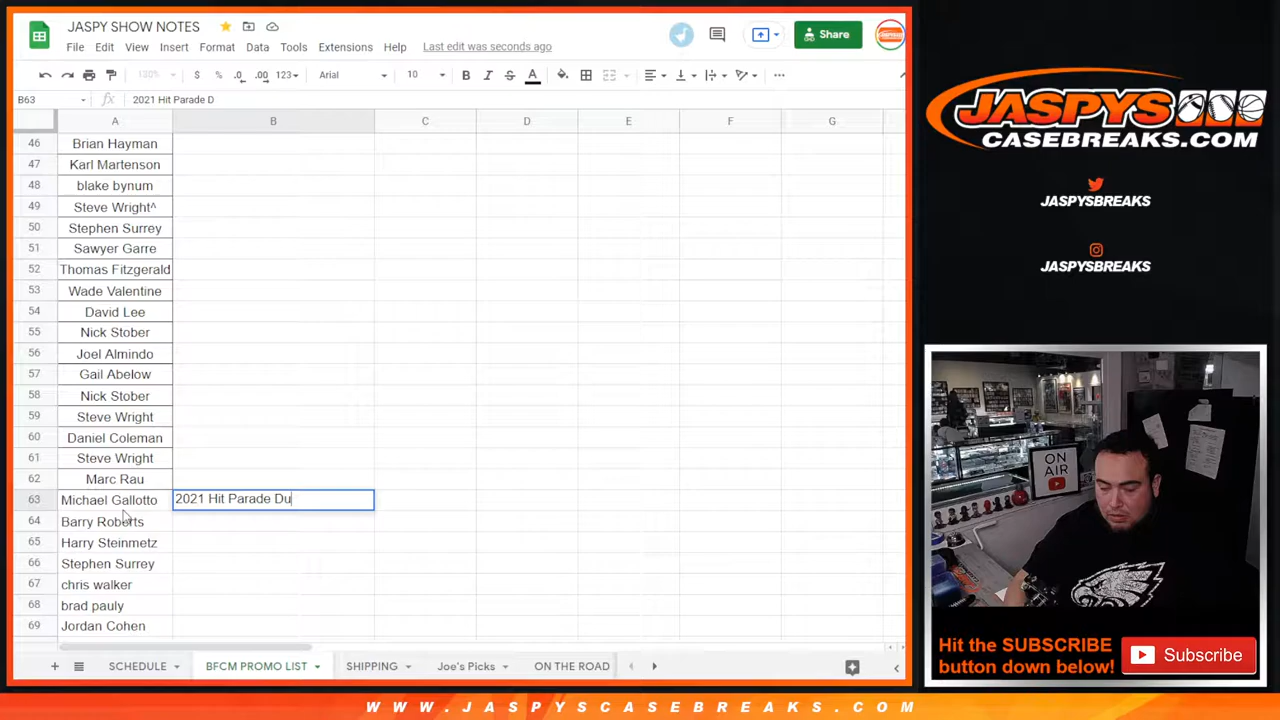 JASPY SHOW NOTES
File Edit View Insert Format Data Tools Extensions Help Last edit was seconds ago
Share
180% $ % .0 .00 123 Arial 10 B I S A
B63 fx 2021 Hit Parade D
A B C D E F G
46 Brian Hayman
47 Karl Martenson
48 blake bynum
49 Steve Wright^
50 Stephen Surrey
51 Sawyer Garre
52 Thomas Fitzgerald
53 Wade Valentine
54 David Lee
55 Nick Stober
56 Joel Almindo
57 Gail Abelow
58 Nick Stober
59 Steve Wright
60 Daniel Coleman
61 Steve Wright
62 Marc Rau
63 Michael Gallotto 2021 Hit Parade Du
64 Barry Roberts
65 Harry Steinmetz
66 Stephen Surrey
67 chris walker
68 brad pauly
69 Jordan Cohen
SCHEDULE BFCM PROMO LIST SHIPPING Joe's Picks ON THE ROAD
JASPYS
CASEBREAKS.COM
JASPYSBREAKS
JASPYSBREAKS
ON AIR
Hit the SUBSCRIBE
button down below!
Subscribe
WWW.JASPYSCASEBREAKS.COM